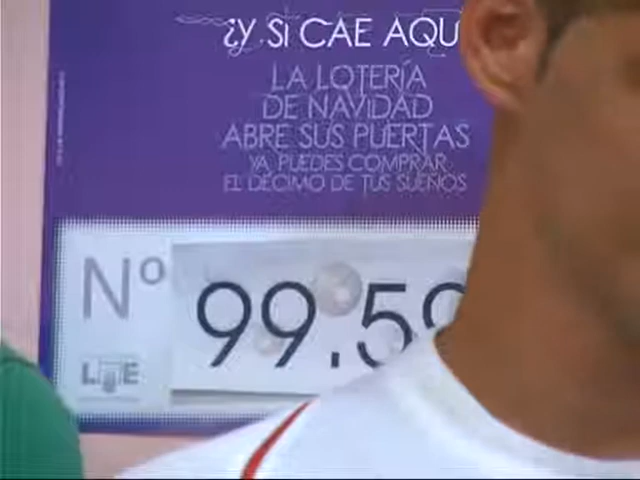 ¿Y SI CAE AQU
LA LOTERÍA
DE NAVIDAD
ABRE SUS PUERTAS
YA PUEDES COMPRAR
EL DÉCIMO DE TUS SUEÑOS
Nº
99.5
LAE